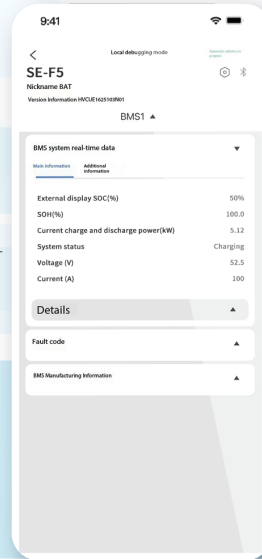 9:41
Local debugging mode
SE-F5
Nickname BAT
Version Information HVCUE1625103N01
BMS1 ▲
BMS system real-time data ▼
Main information Additional
information
External display SOC(%) 50%
SOH(%) 100.0
Current charge and discharge power(kW) 5.12
System status Charging
Voltage (V) 52.5
Current (A) 100
Details ▲
Fault code ▲
BMS Manufacturing Information ▲